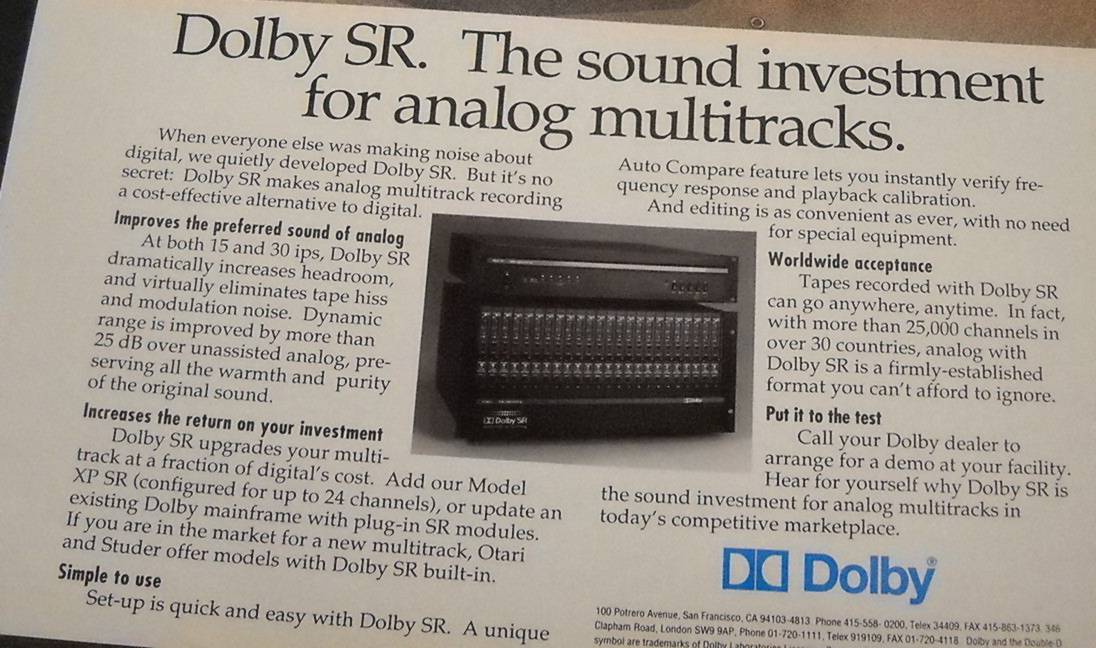 Dolby SR. The sound investment
for analog multitracks.
When everyone else was making noise about
digital, we quietly developed Dolby SR. But it's no
secret: Dolby SR makes analog multitrack recording
a cost-effective alternative to digital.
Improves the preferred sound of analog
At both 15 and 30 ips, Dolby SR
dramatically increases headroom,
and virtually eliminates tape hiss
and modulation noise. Dynamic
range is improved by more than
25 dB over unassisted analog, pre-
serving all the warmth and purity
of the original sound.
Increases the return on your investment
Dolby SR upgrades your multi-
track at a fraction of digital's cost. Add our Model
XP SR (configured for up to 24 channels), or update an
existing Dolby mainframe with plug-in SR modules.
If you are in the market for a new multitrack, Otari
and Studer offer models with Dolby SR built-in.
Simple to use
Set-up is quick and easy with Dolby SR. A unique
Auto Compare feature lets you instantly verify fre-
quency response and playback calibration.
And editing is as convenient as ever, with no need
for special equipment.
Worldwide acceptance
Tapes recorded with Dolby SR
can go anywhere, anytime. In fact,
with more than 25,000 channels in
over 30 countries, analog with
Dolby SR is a firmly-established
format you can't afford to ignore.
Put it to the test
Call your Dolby dealer to
arrange for a demo at your facility.
Hear for yourself why Dolby SR is
the sound investment for analog multitracks in
today's competitive marketplace.
Dolby SR
Dolby®
100 Potrero Avenue, San Francisco, CA 94103-4813 Phone 415-558-0200, Telex 34409, FAX 415-863-1373. 346
Clapham Road, London SW9 9AP, Phone 01-720-1111, Telex 919109, FAX 01-720-4118 Dolby and the Double-D
symbol are trademarks of Dolby Laboratories